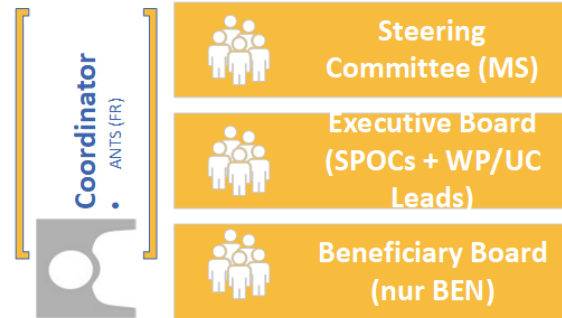 Coordinator
• ANTS (FR)
Steering
Committee (MS)
Executive Board
(SPOCs + WP/UC
Leads)
Beneficiary Board
(nur BEN)